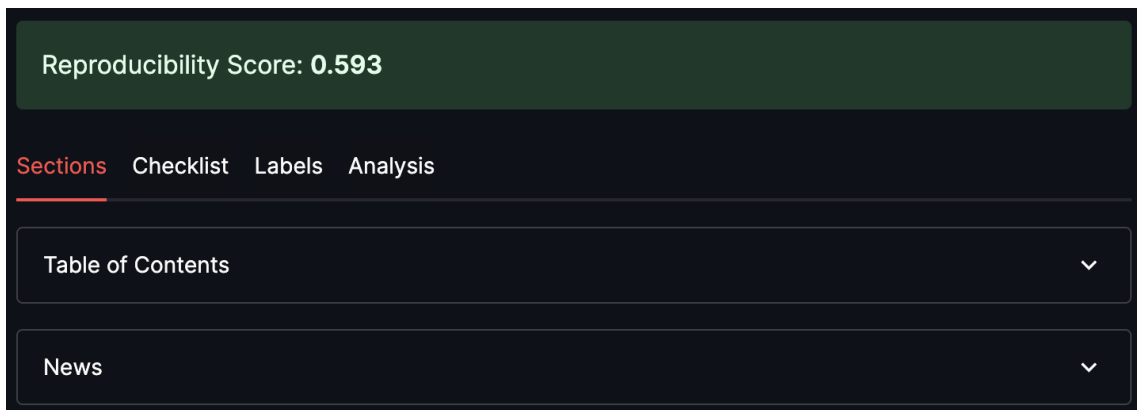 Reproducibility Score: 0.593
Sections Checklist Labels Analysis
Table of Contents
News